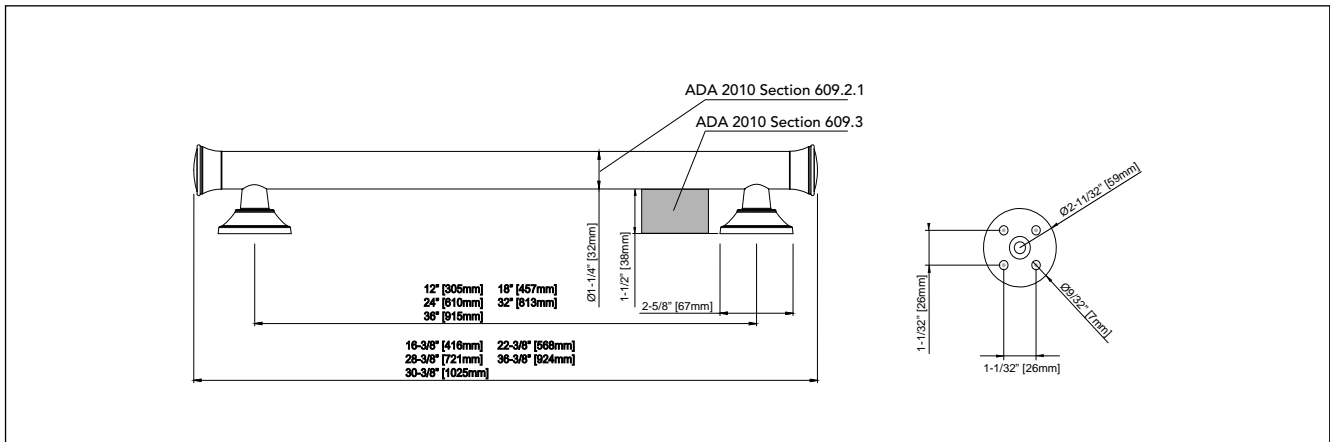 ADA 2010 Section 609.2.1
ADA 2010 Section 609.3
Ø1-1/4" [32mm]
1-1/2" [38mm]
2-5/8" [67mm]
12" [305mm] 18" [457mm]
24" [610mm] 32" [813mm]
36" [915mm]
16-3/8" [416mm] 22-3/8" [568mm]
28-3/8" [721mm] 36-3/8" [924mm]
30-3/8" [1025mm]
Ø2-11/32" [59mm]
Ø9/32" [7mm]
1-1/32" [26mm]
1-1/32" [26mm]